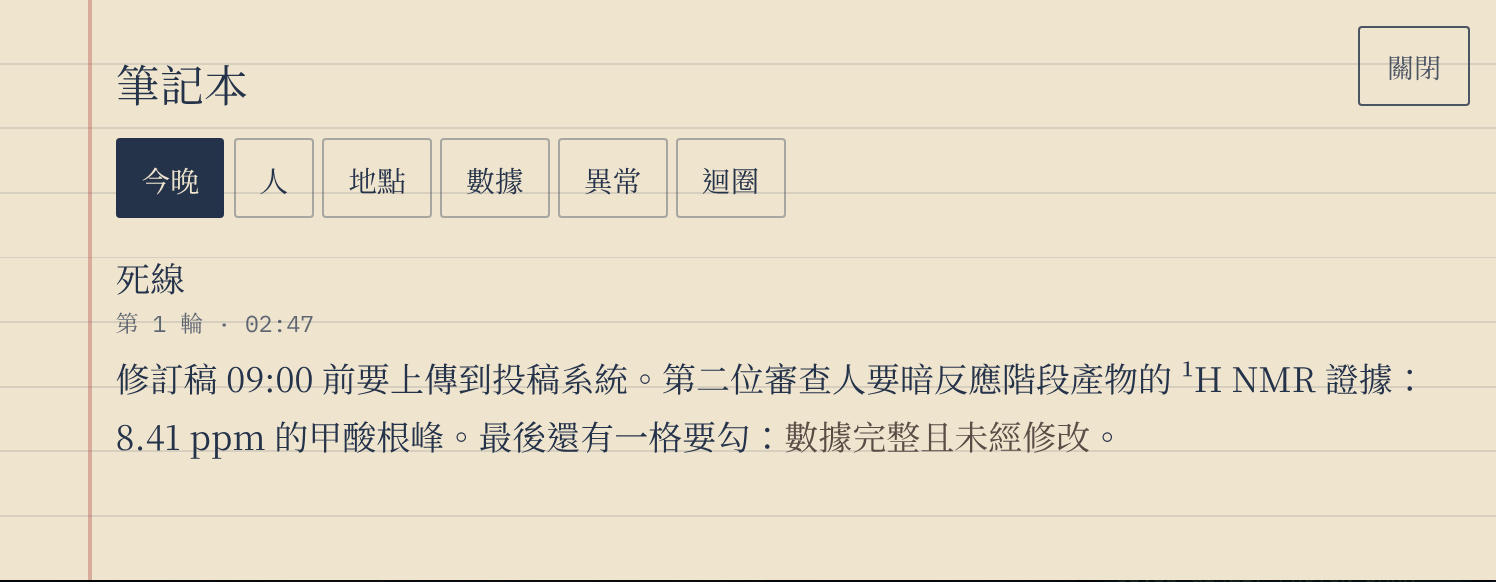 筆記本
關閉
今晚 人 地點 數據 異常 迴圈
死線
第 1 輪 · 02:47
修訂稿 09:00 前要上傳到投稿系統。第二位審查人要暗反應階段產物的 ¹H NMR 證據：
8.41 ppm 的甲酸根峰。最後還有一格要勾：數據完整且未經修改。